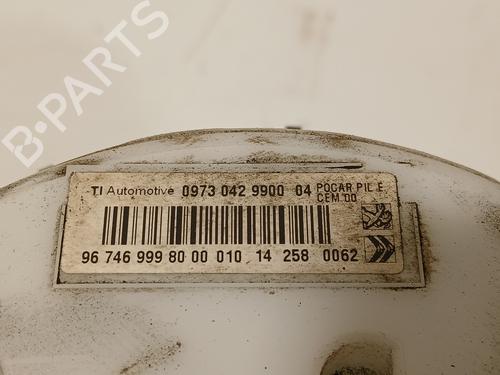 B-PARTS
TI Automotive 0973 042 9900 04 POCAR PIL E
CEM 00
96 746 999 80 00 010 14 258 0062